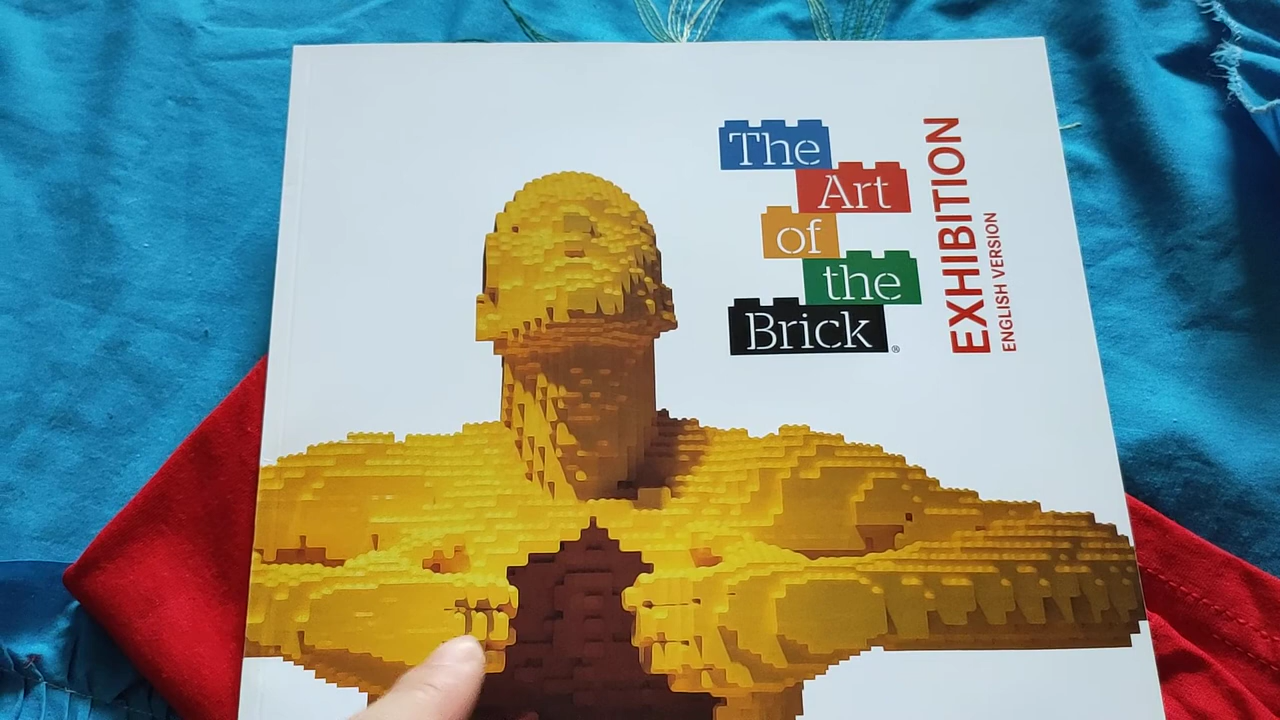 The
Art
of
the
Brick®
EXHIBITION
ENGLISH VERSION